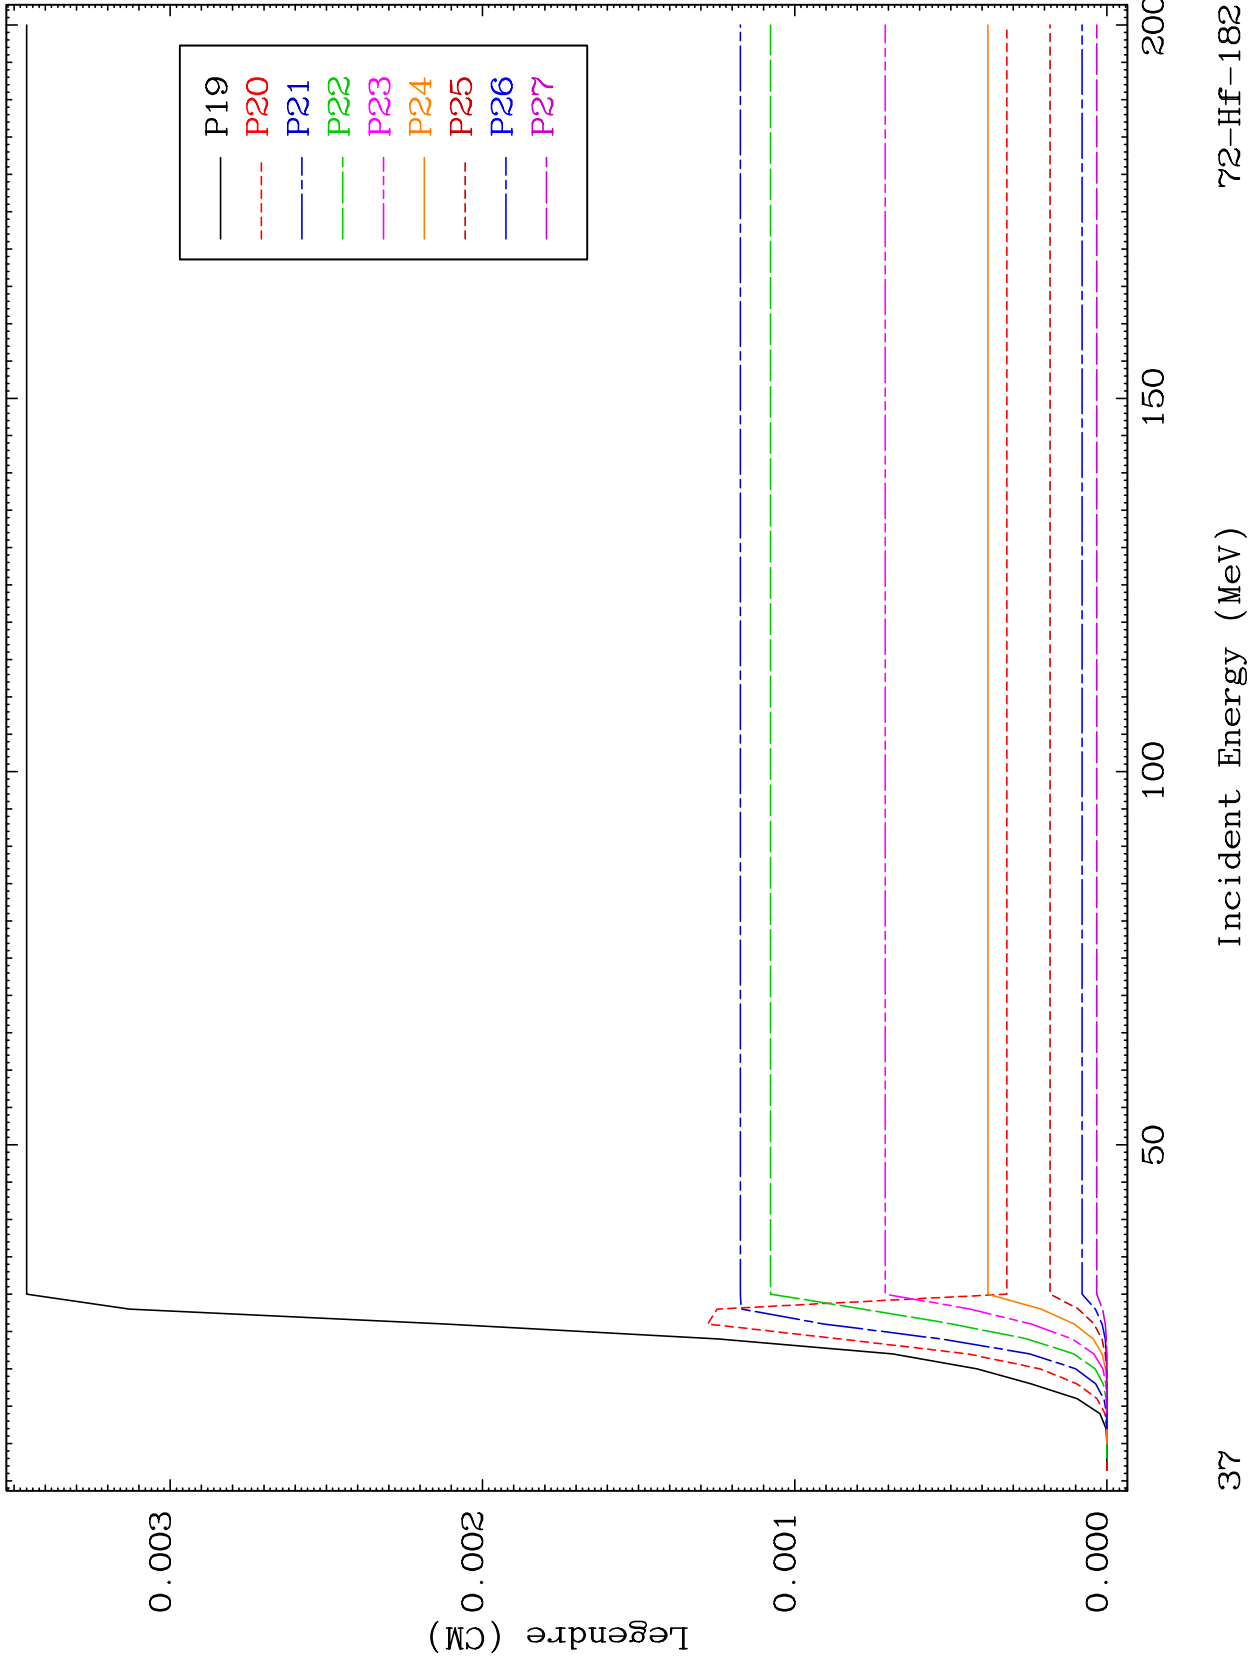 Legendre (CM)
0.003
0.002
0.001
0.000
P19
P20
P21
P22
P23
P24
P25
P26
P27
50
100
150
200
Incident Energy (MeV)
37
72-Hf-182